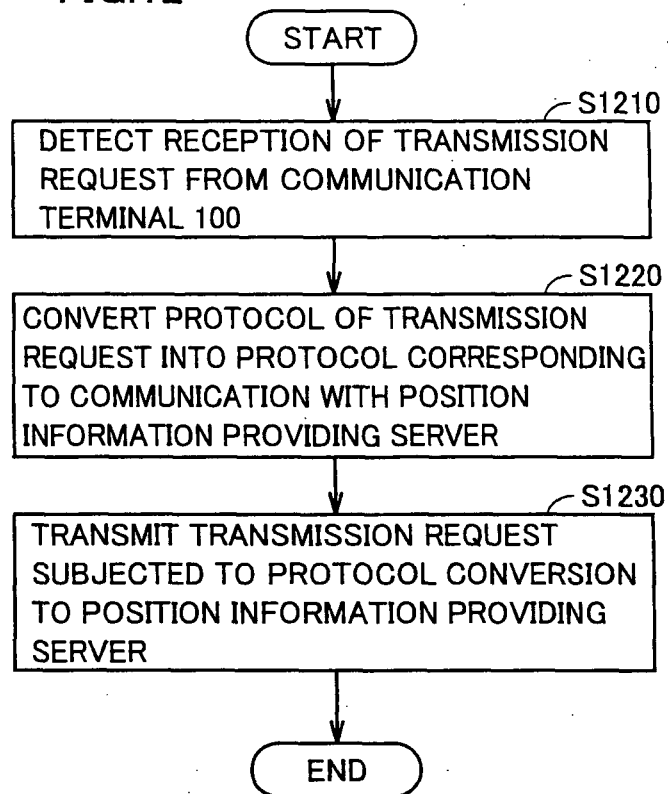 START
S1210
DETECT RECEPTION OF TRANSMISSION
REQUEST FROM COMMUNICATION
TERMINAL 100
S1220
CONVERT PROTOCOL OF TRANSMISSION
REQUEST INTO PROTOCOL CORRESPONDING
TO COMMUNICATION WITH POSITION
INFORMATION PROVIDING SERVER
S1230
TRANSMIT TRANSMISSION REQUEST
SUBJECTED TO PROTOCOL CONVERSION
TO POSITION INFORMATION PROVIDING
SERVER
END